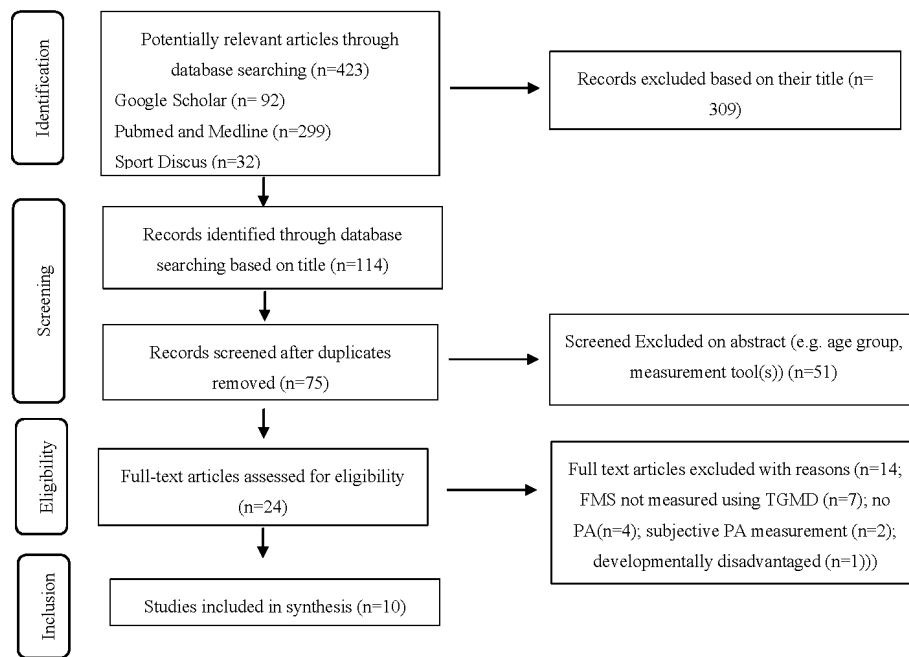 Identification
Potentially relevant articles through
database searching (n=423)
Google Scholar (n= 92)
Pubmed and Medline (n=299)
Sport Discus (n=32)
Records excluded based on their title (n=
309)
Screening
Records identified through database
searching based on title (n=114)
Records screened after duplicates
removed (n=75)
Screened Excluded on abstract (e.g. age group,
measurement tool(s)) (n=51)
Eligibility
Full-text articles assessed for eligibility
(n=24)
Full text articles excluded with reasons (n=14;
FMS not measured using TGMD (n=7); no
PA(n=4); subjective PA measurement (n=2);
developmentally disadvantaged (n=1)))
Inclusion
Studies included in synthesis (n=10)